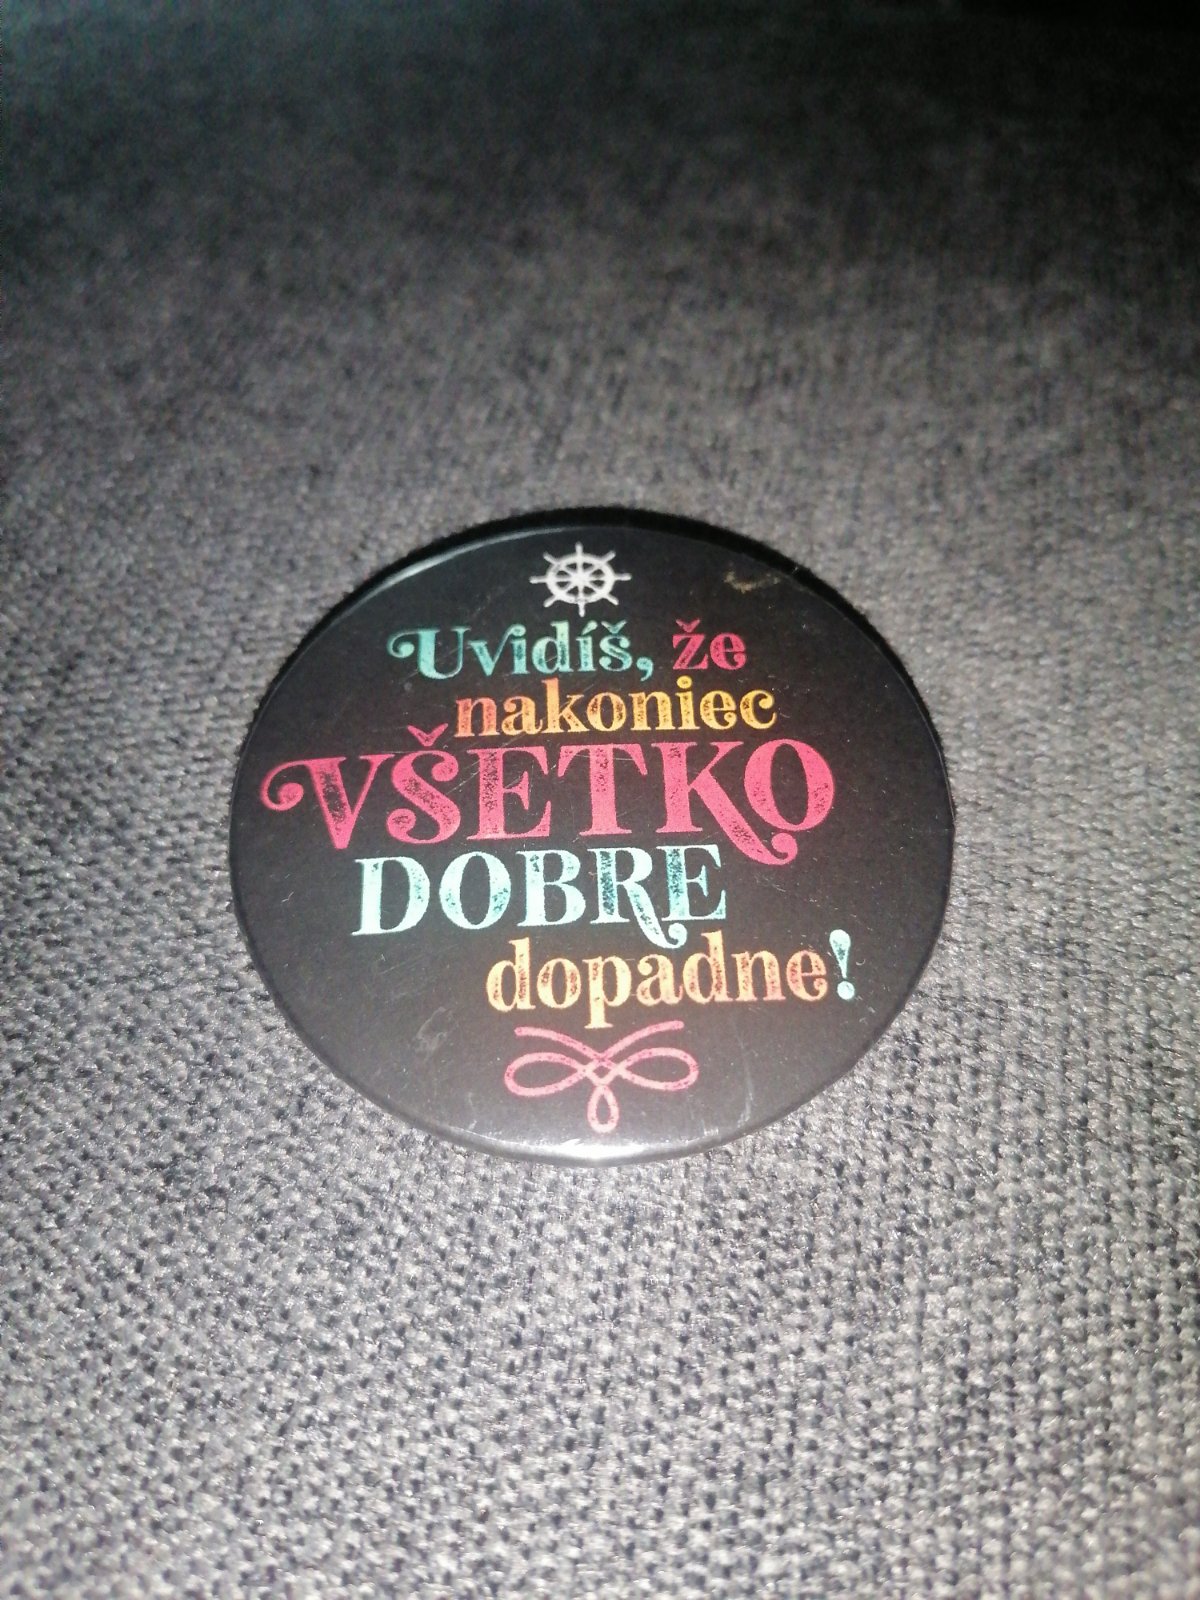 Uvidíš, že
nakoniec
VŠETKO
DOBRE
dopadne!